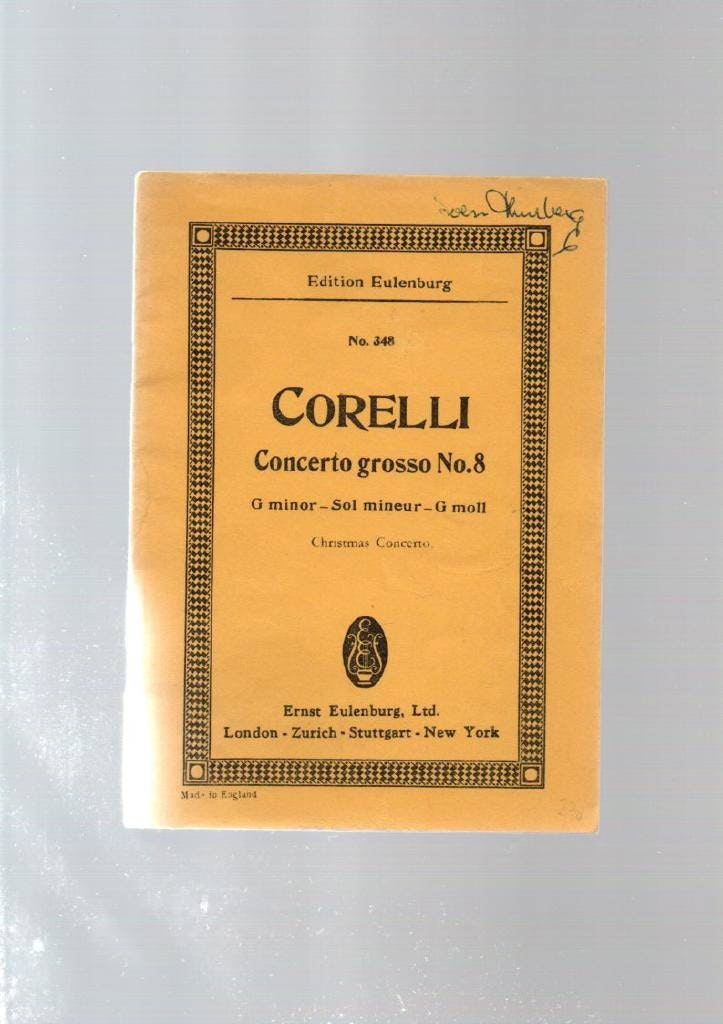 Edition Eulenburg
No. 348
CORELLI
Concerto grosso No.8
G minor – Sol mineur – G moll
Christmas Concerto.
Ernst Eulenburg, Ltd.
London - Zurich - Stuttgart - New York
Made in England